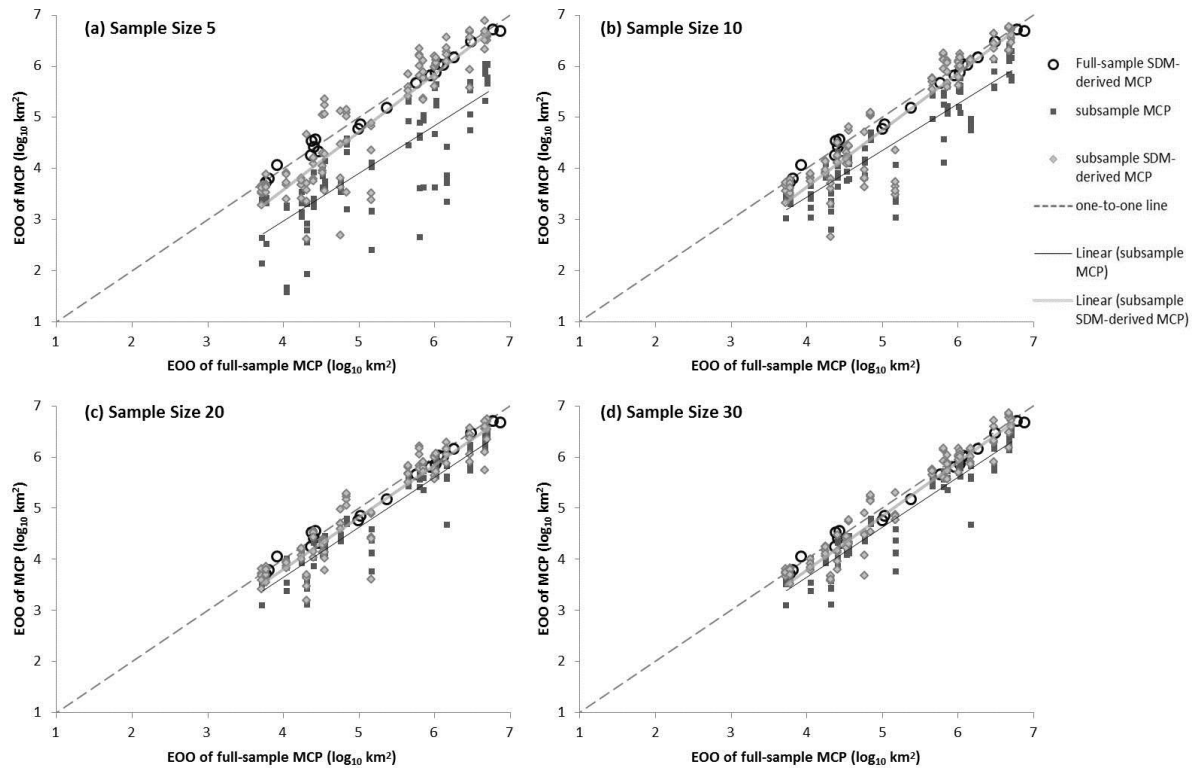 (a) Sample Size 5
EOO of MCP (log10 km2)
7
6
5
4
3
2
1
1 2 3 4 5 6 7
EOO of full-sample MCP (log10 km2)
(b) Sample Size 10
EOO of MCP (log10 km2)
7
6
5
4
3
2
1
1 2 3 4 5 6 7
EOO of full-sample MCP (log10 km2)
Full-sample SDM-
derived MCP
subsample MCP
subsample SDM-
derived MCP
one-to-one line
Linear (subsample
MCP)
Linear (subsample
SDM-derived MCP)
(c) Sample Size 20
EOO of MCP (log10 km2)
7
6
5
4
3
2
1
1 2 3 4 5 6 7
EOO of full-sample MCP (log10 km2)
(d) Sample Size 30
EOO of MCP (log10 km2)
7
6
5
4
3
2
1
1 2 3 4 5 6 7
EOO of full-sample MCP (log10 km2)